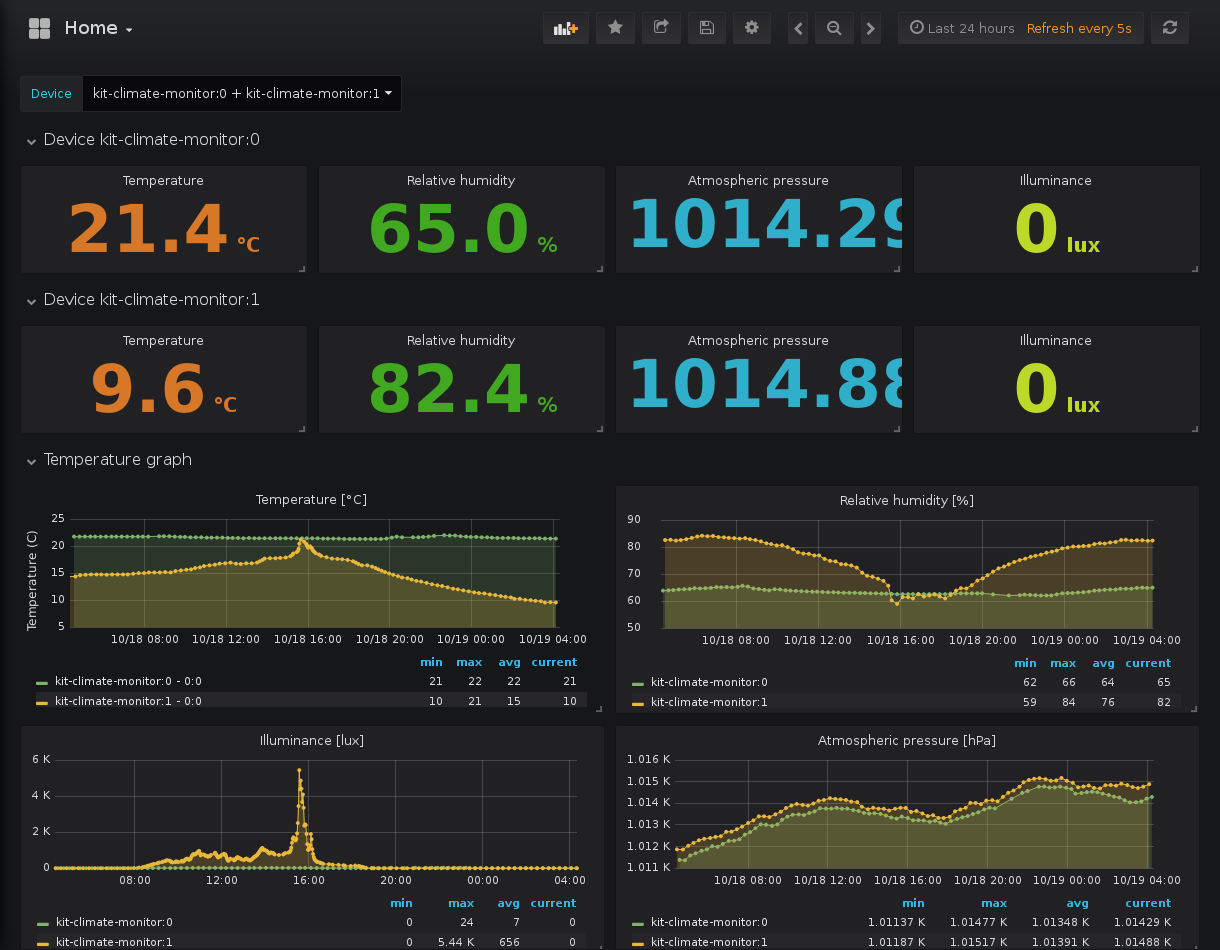 Home
Last 24 hours Refresh every 5s
Device kit-climate-monitor:0 + kit-climate-monitor:1
Device kit-climate-monitor:0
Temperature Relative humidity Atmospheric pressure Illuminance
21.4 °C 65.0 % 1014.29 0 lux
Device kit-climate-monitor:1
Temperature Relative humidity Atmospheric pressure Illuminance
9.6 °C 82.4 % 1014.88 0 lux
Temperature graph
Temperature [°C]
Temperature (C)
25
20
15
10
5
10/18 08:00 10/18 12:00 10/18 16:00 10/18 20:00 10/19 00:00 10/19 04:00
min max avg current
kit-climate-monitor:0 - 0:0 21 22 22 21
kit-climate-monitor:1 - 0:0 10 21 15 10
Relative humidity [%]
90
80
70
60
50
10/18 08:00 10/18 12:00 10/18 16:00 10/18 20:00 10/19 00:00 10/19 04:00
min max avg current
kit-climate-monitor:0 62 66 64 65
kit-climate-monitor:1 59 84 76 82
Illuminance [lux]
6 K
4 K
2 K
0
08:00 12:00 16:00 20:00 00:00 04:00
min max avg current
kit-climate-monitor:0 0 24 7 0
kit-climate-monitor:1 0 5.44 K 656 0
Atmospheric pressure [hPa]
1.016 K
1.015 K
1.014 K
1.013 K
1.012 K
1.011 K
10/18 08:00 10/18 12:00 10/18 16:00 10/18 20:00 10/19 00:00 10/19 04:00
min max avg current
kit-climate-monitor:0 1.01137 K 1.01477 K 1.01348 K 1.01429 K
kit-climate-monitor:1 1.01187 K 1.01517 K 1.01391 K 1.01488 K